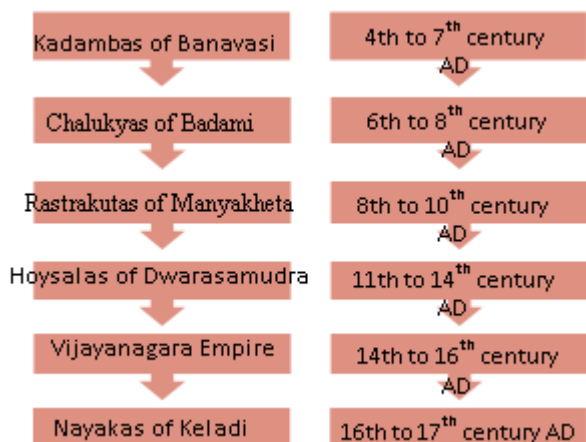 Kadambas of Banavasi
4th to 7th century
AD
Chalukyas of Badami
6th to 8th century
AD
Rastrakutas of Manyakheta
8th to 10th century
AD
Hoysalas of Dwarasamudra
11th to 14th century
AD
Vijayanagara Empire
14th to 16th century
AD
Nayakas of Keladi
16th to 17th century AD